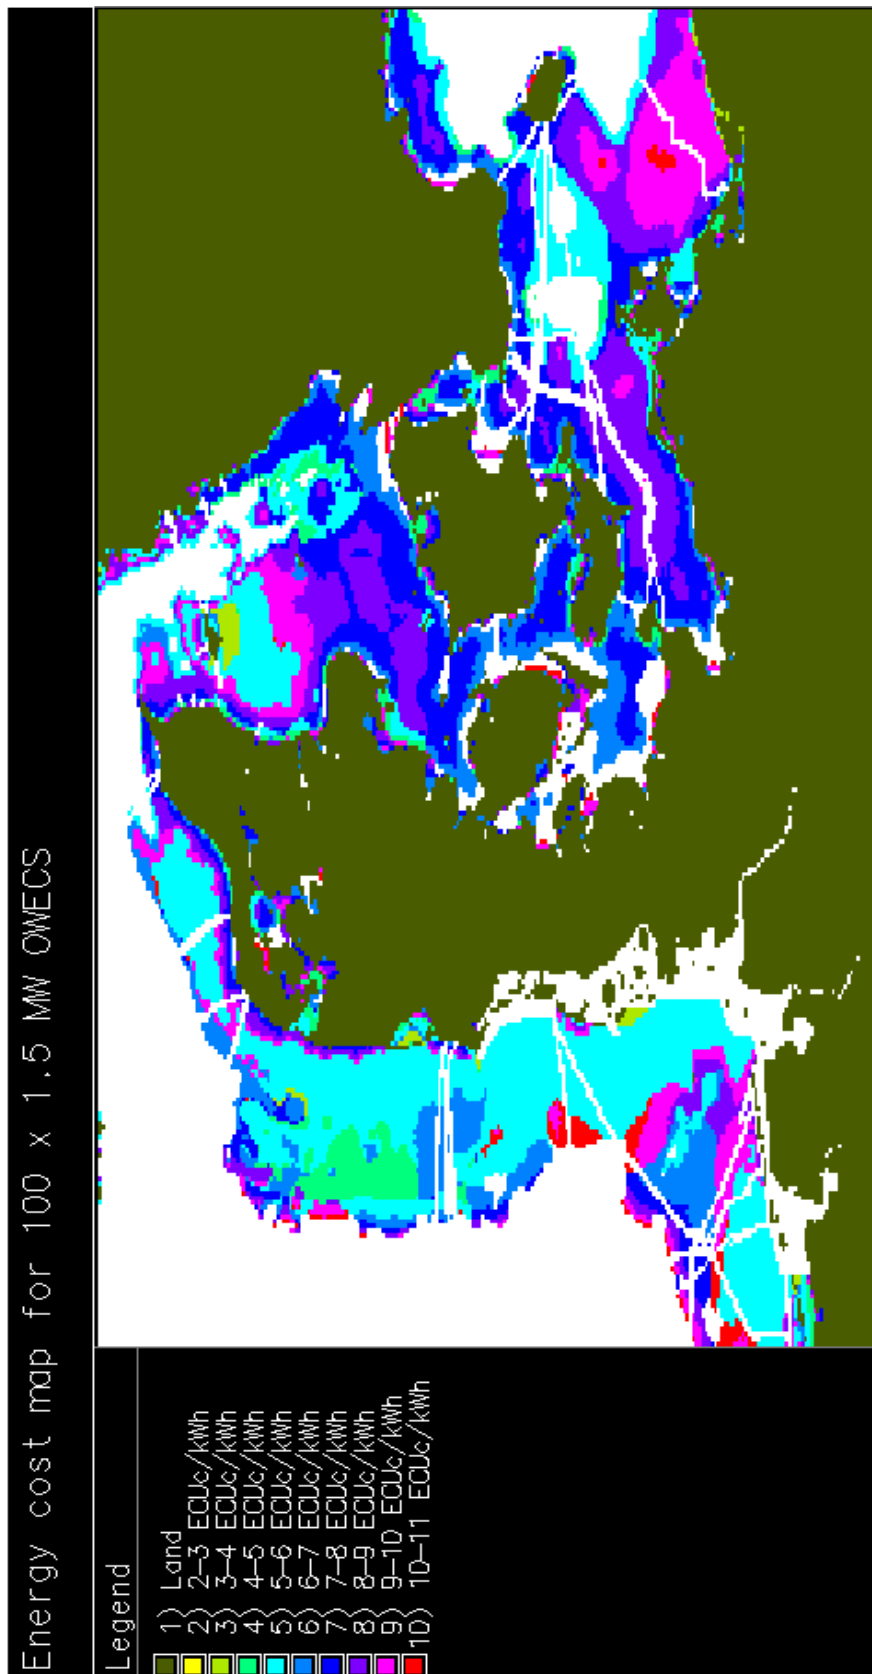 Energy cost map for 100 x 1.5 MW OWECS
Legend
1) Land
2) 2-3 ECUc/kWh
3) 3-4 ECUc/kWh
4) 4-5 ECUc/kWh
5) 5-6 ECUc/kWh
6) 6-7 ECUc/kWh
7) 7-8 ECUc/kWh
8) 8-9 ECUc/kWh
9) 9-10 ECUc/kWh
10) 10-11 ECUc/kWh